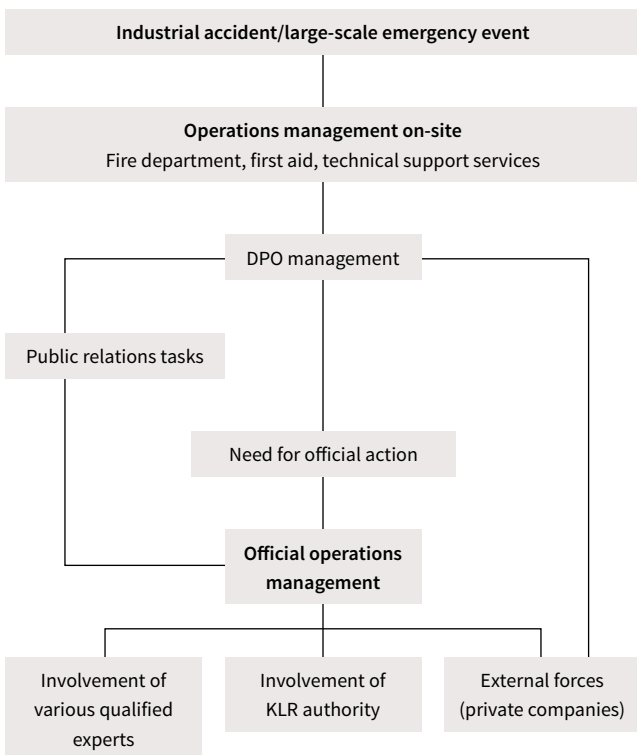 Industrial accident/large-scale emergency event
Operations management on-site
Fire department, first aid, technical support services
DPO management
Public relations tasks
Need for official action
Official operations
management
Involvement of
various qualified
experts
Involvement of
KLR authority
External forces
(private companies)